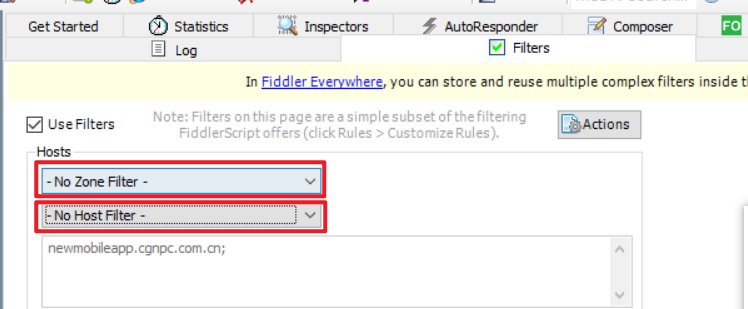 Get Started
Statistics
Inspectors
AutoResponder
Composer
FO
Log
Filters
In Fiddler Everywhere, you can store and reuse multiple complex filters inside
Use Filters
Note: Filters on this page are a simple subset of the filtering
FiddlerScript offers (click Rules > Customize Rules).
Actions
Hosts
- No Zone Filter -
- No Host Filter -
newmobileapp.cgnpc.com.cn;